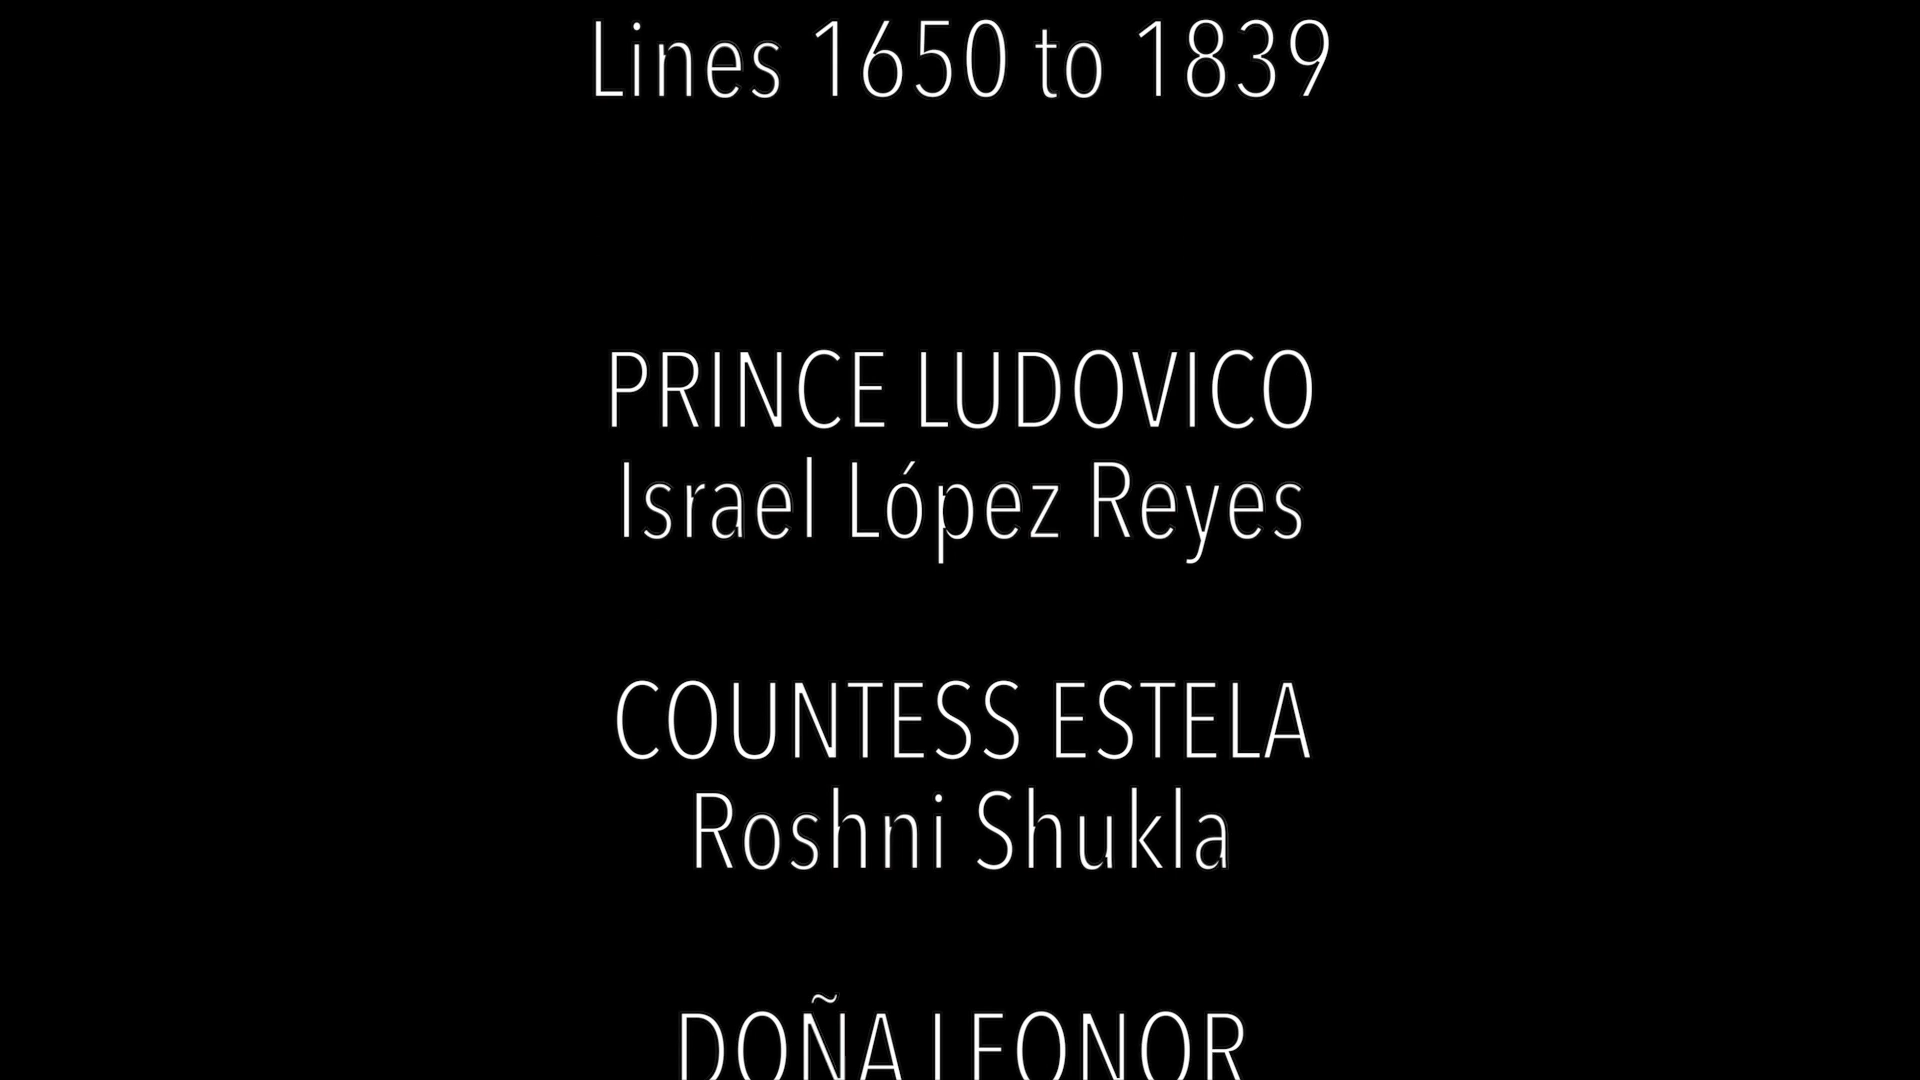 Lines 1650 to 1839
PRINCE LUDOVICO
Israel López Reyes
COUNTESS ESTELA
Roshni Shukla
DOÑA LEONOR